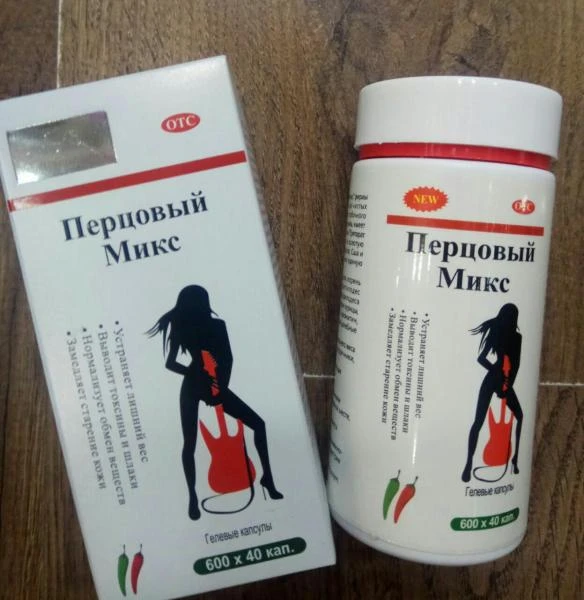 OTC
Перцовый
Микс
• Устраняет лишний вес
• Выводит токсины и шлаки
• Нормализует обмен веществ
• Замедляет старение кожи
Гелевые капсулы
600 x 40 кап.
NEW
OTC
Перцовый
Микс
• Устраняет лишний вес
• Выводит токсины и шлаки
• Нормализует обмен веществ
• Замедляет старение кожи
Гелевые капсулы
600 x 40 кап.